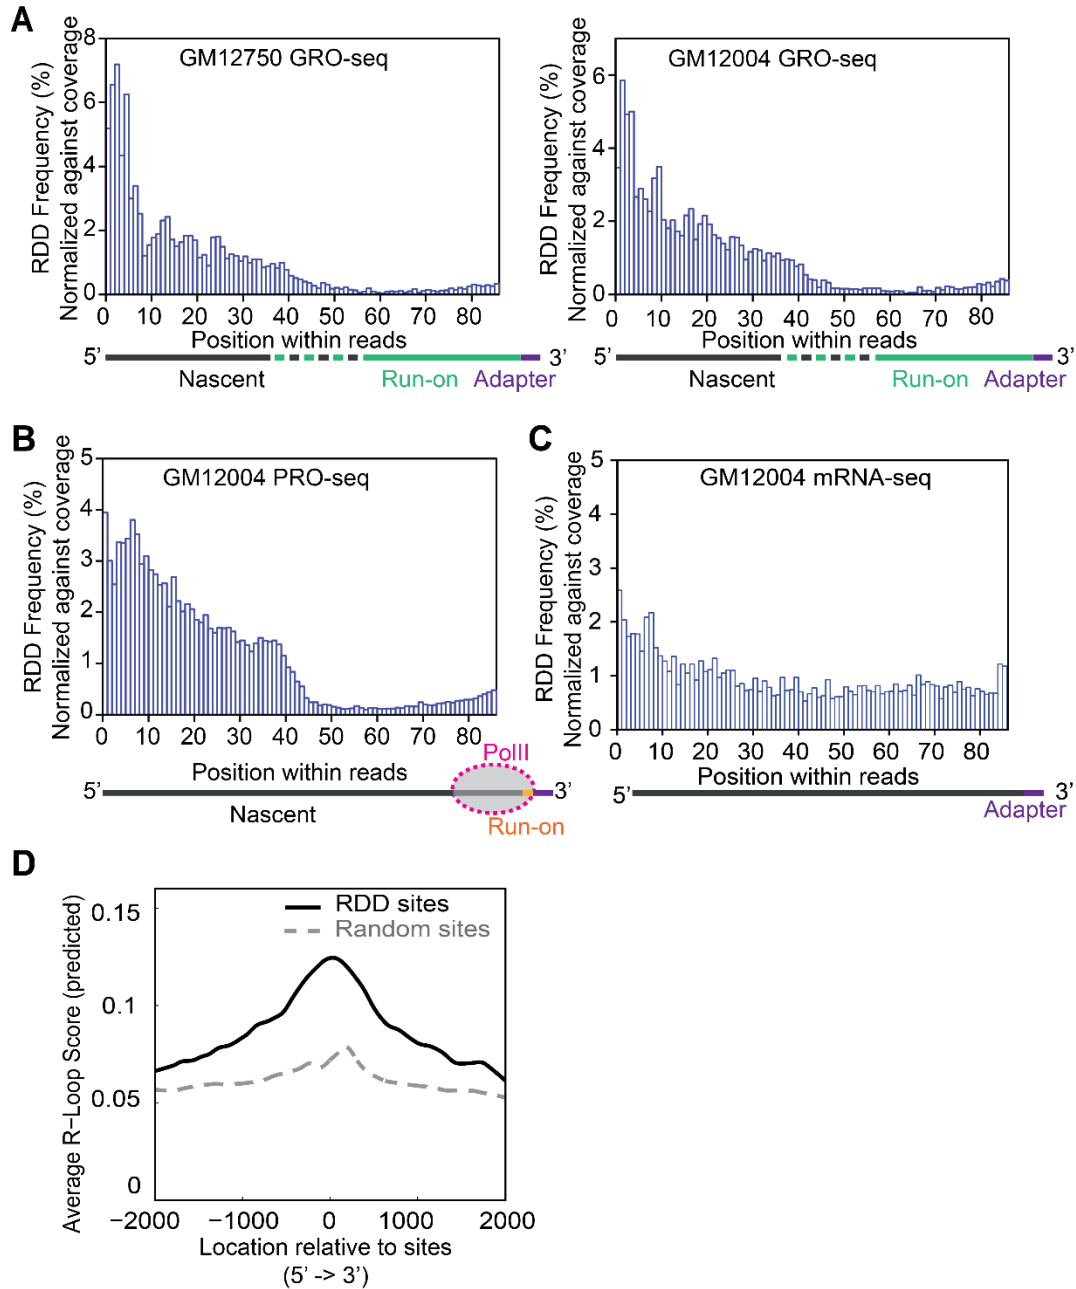 A
GM12750 GRO-seq
RDD Frequency (%)
Normalized against coverage
8
6
4
2
0
0 10 20 30 40 50 60 70 80
Position within reads
5’ 3’
Nascent Run-on Adapter
GM12004 GRO-seq
RDD Frequency (%)
Normalized against coverage
6
4
2
0
0 10 20 30 40 50 60 70 80
Position within reads
5’ 3’
Nascent Run-on Adapter
B
GM12004 PRO-seq
RDD Frequency (%)
Normalized against coverage
5
4
3
2
1
0
0 10 20 30 40 50 60 70 80
Position within reads
PolII
5’ 3’
Nascent
Run-on
C
GM12004 mRNA-seq
RDD Frequency (%)
Normalized against coverage
5
4
3
2
1
0
0 10 20 30 40 50 60 70 80
Position within reads
5’ 3’
Adapter
D
RDD sites
Random sites
Average R−Loop Score (predicted)
0.15
0.1
0.05
0
−2000 −1000 0 1000 2000
Location relative to sites
(5’ -> 3’)